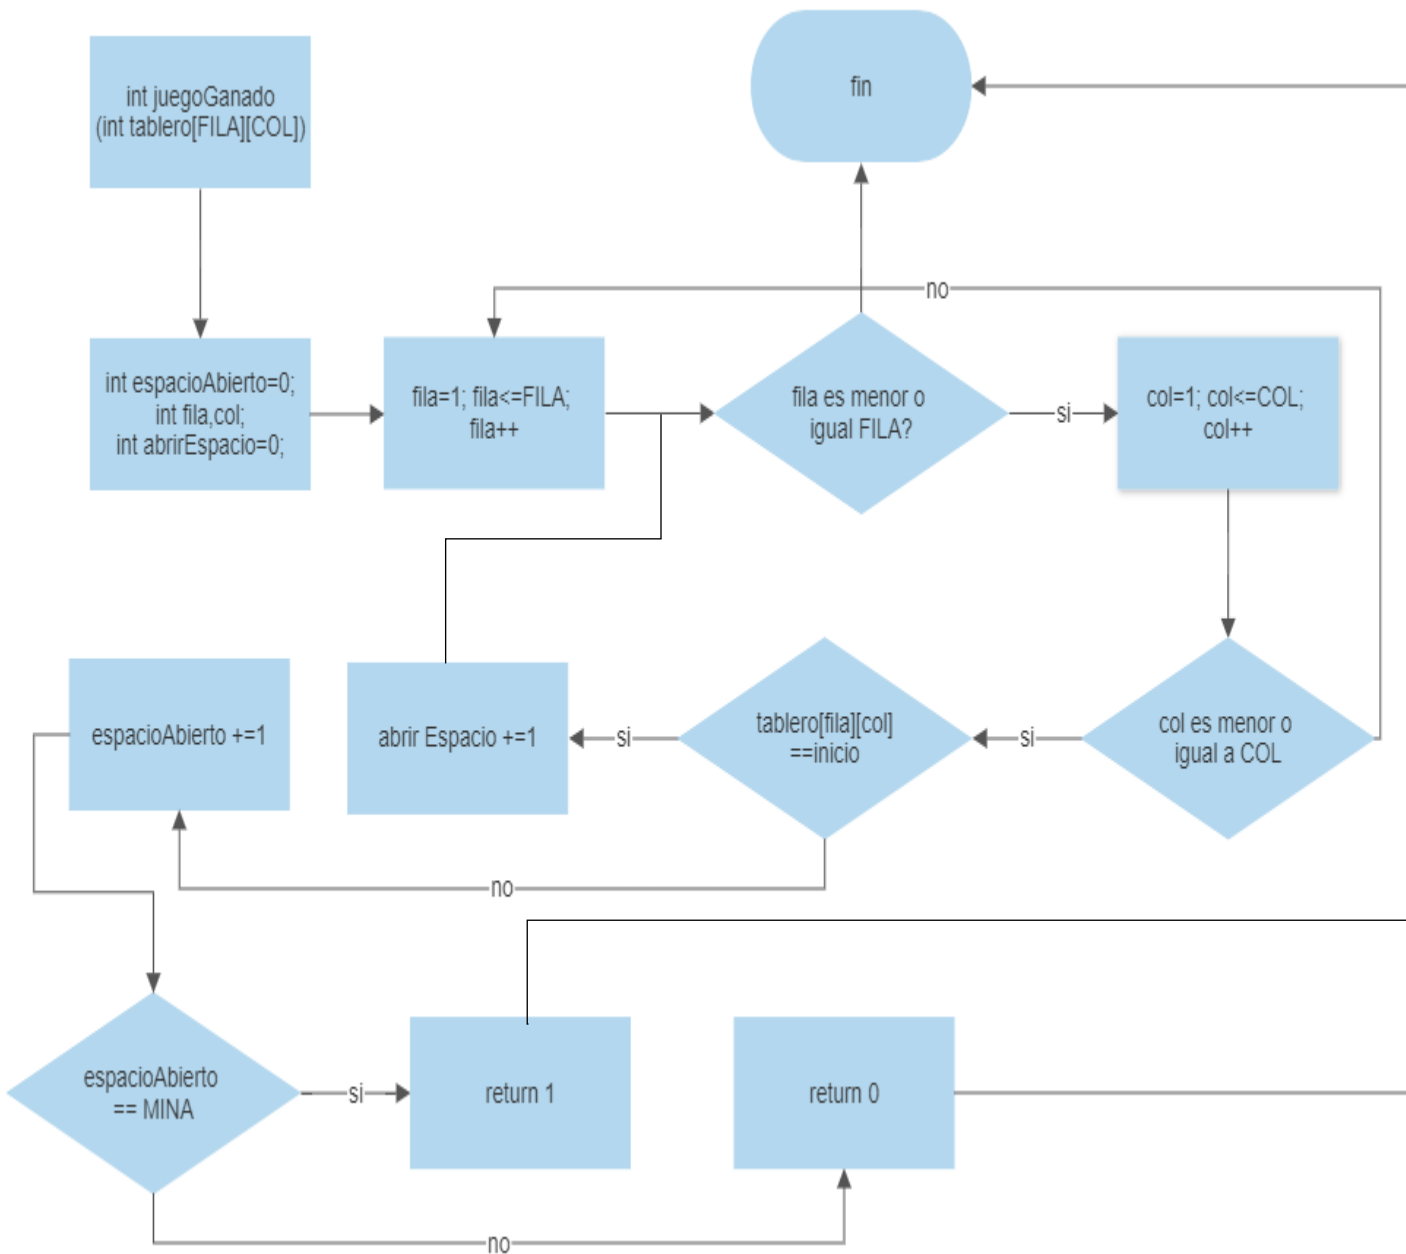 int juegoGanado
(int tablero[FILA][COL])
fin
no
int espacioAbierto=0;
int fila,col;
int abrirEspacio=0;
fila=1; fila<=FILA;
fila++
fila es menor o
igual FILA?
si
col=1; col<=COL;
col++
espacioAbierto +=1
abrir Espacio +=1
si
tablero[fila][col]
==inicio
si
col es menor o
igual a COL
no
espacioAbierto
== MINA
si
return 1
return 0
no